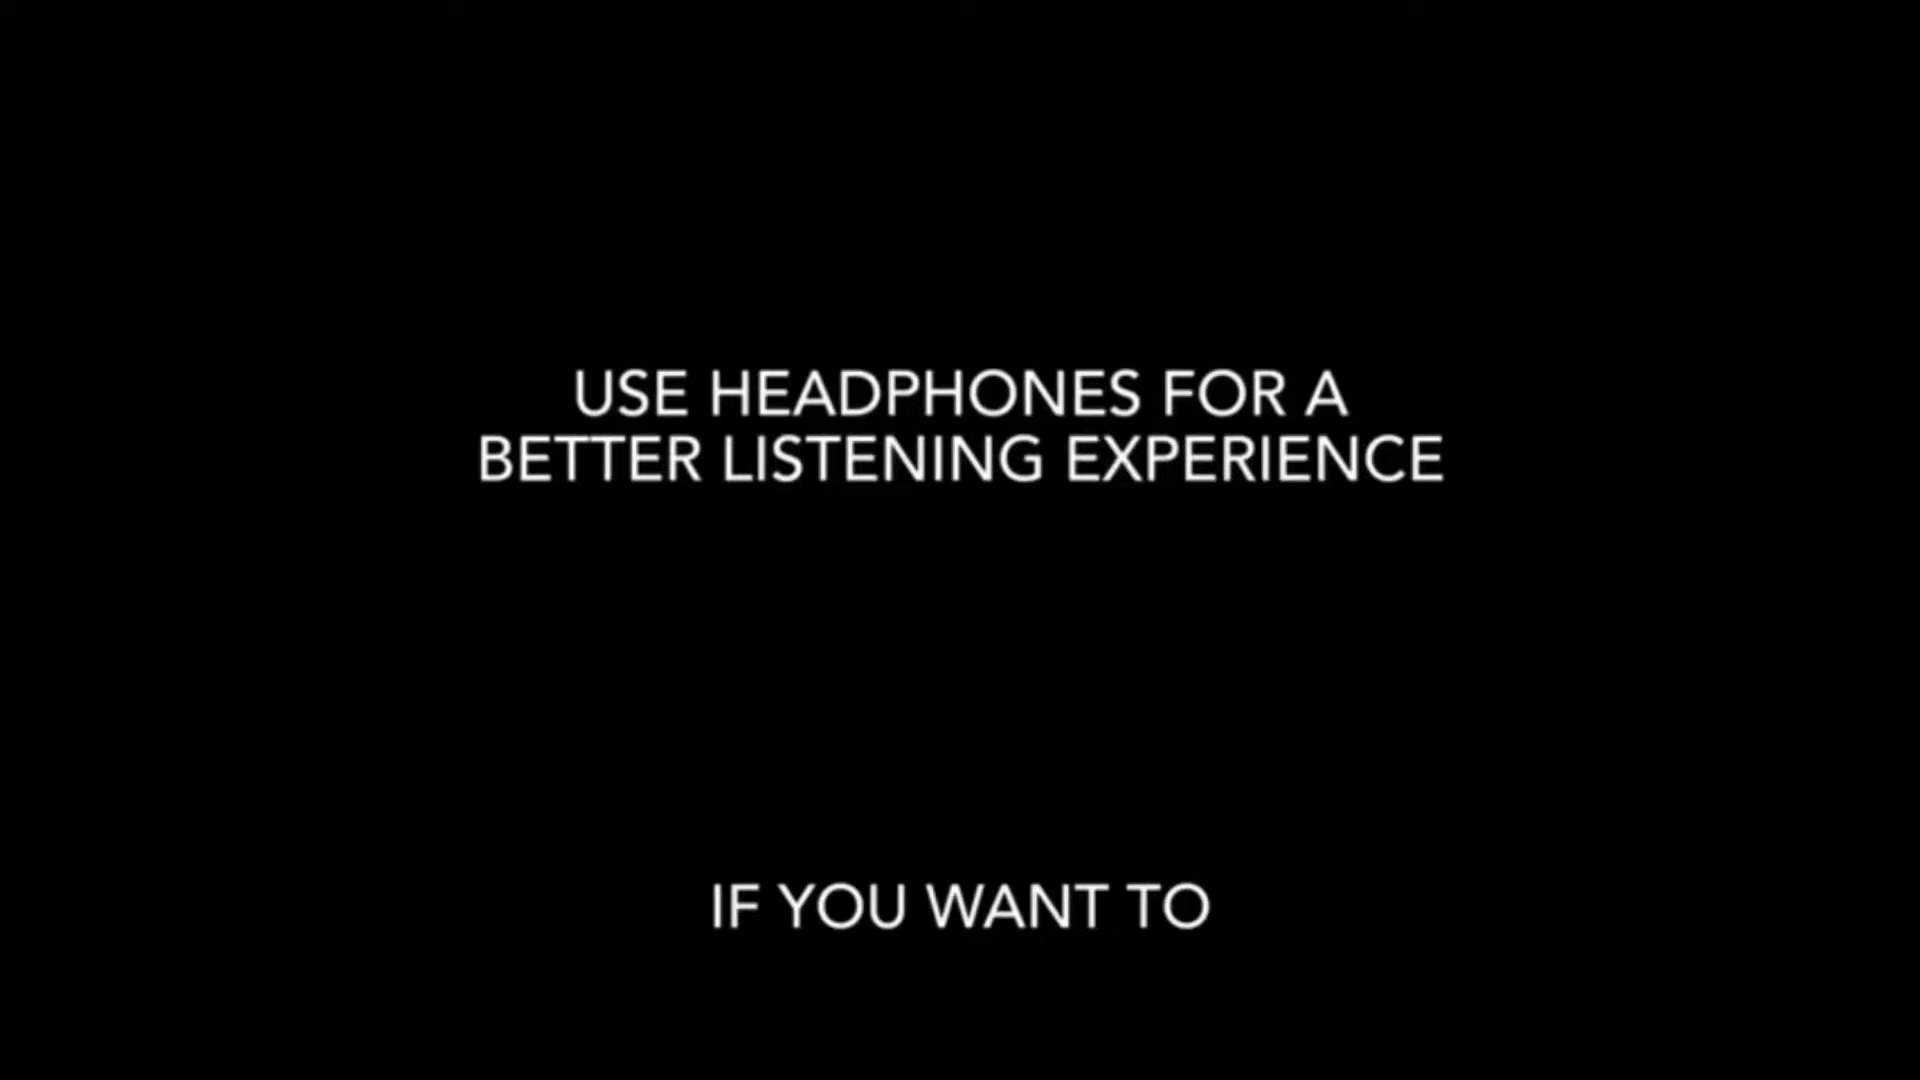 USE HEADPHONES FOR A
BETTER LISTENING EXPERIENCE
IF YOU WANT TO